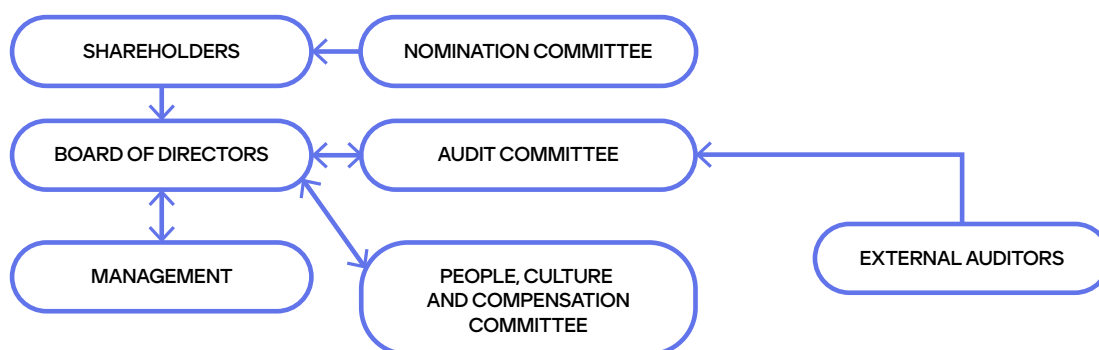 SHAREHOLDERS
NOMINATION COMMITTEE
BOARD OF DIRECTORS
AUDIT COMMITTEE
MANAGEMENT
PEOPLE, CULTURE
AND COMPENSATION
COMMITTEE
EXTERNAL AUDITORS